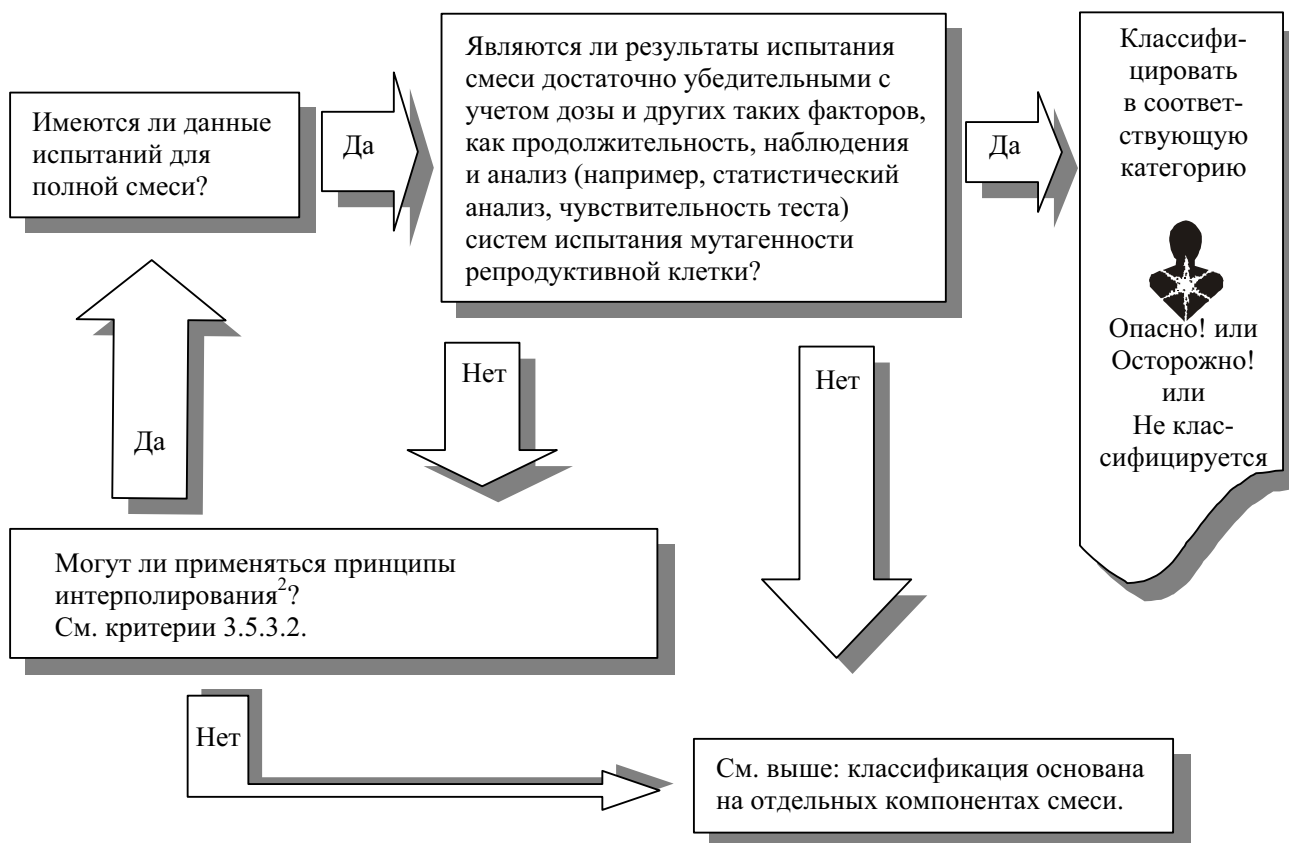 Имеются ли данные
испытаний для
полной смеси?
Да
Являются ли результаты испытания
смеси достаточно убедительными с
учетом дозы и других таких факторов,
как продолжительность, наблюдения
и анализ (например, статистический
анализ, чувствительность теста)
систем испытания мутагенности
репродуктивной клетки?
Да
Классифи-
цировать
в соответ-
ствующую
категорию
Опасно! или
Осторожно!
или
Не клас-
сифицируется
Да
Нет
Нет
Могут ли применяться принципы
интерполирования²?
См. критерии 3.5.3.2.
Нет
См. выше: классификация основана
на отдельных компонентах смеси.